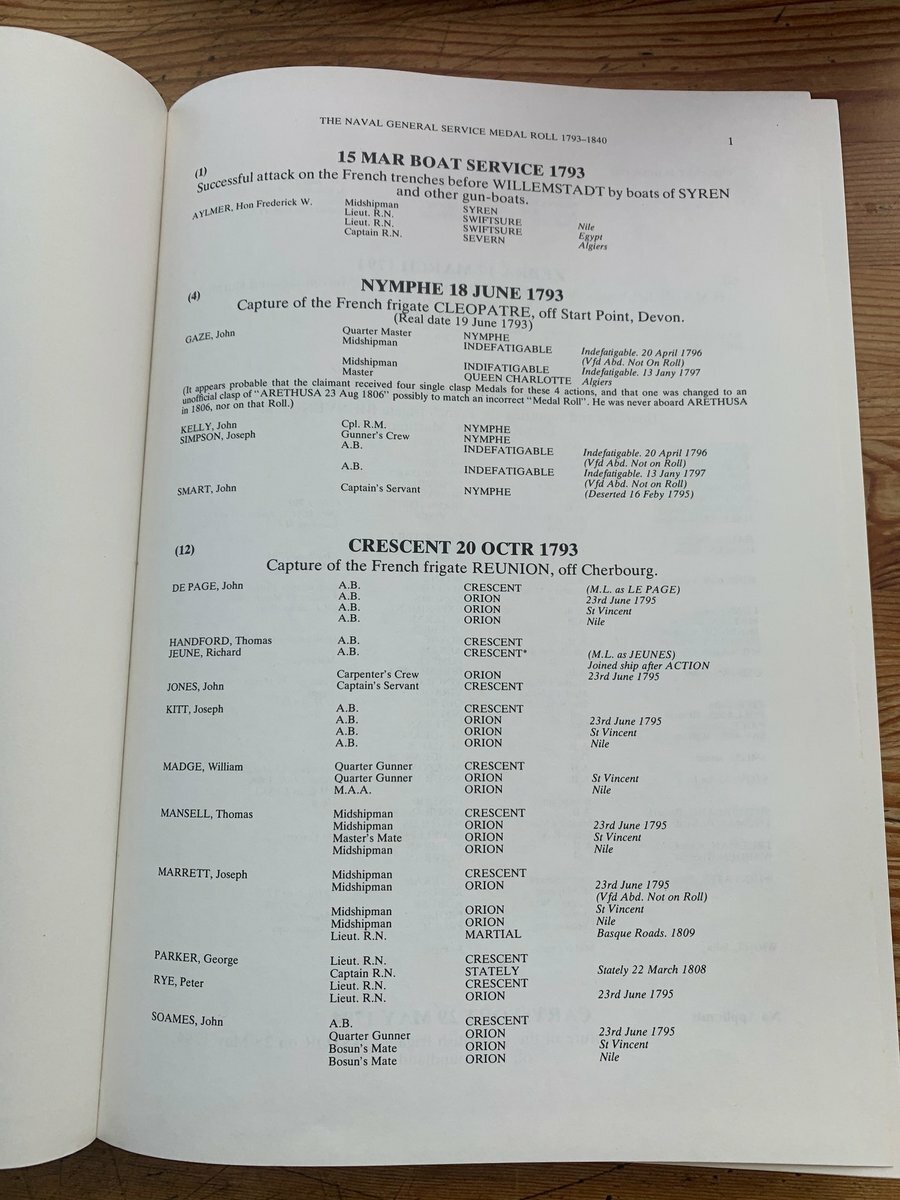 THE NAVAL GENERAL SERVICE MEDAL ROLL 1793–1840 1
15 MAR BOAT SERVICE 1793
(1)
Successful attack on the French trenches before WILLEMSTADT by boats of SYREN
and other gun-boats.
AYLMER, Hon Frederick W. Midshipman SYREN
Lieut. R.N. SWIFTSURE Nile
Lieut. R.N. SWIFTSURE Egypt
Captain R.N. SEVERN Algiers
(4) NYMPHE 18 JUNE 1793
Capture of the French frigate CLEOPATRE, off Start Point, Devon.
(Real date 19 June 1793)
GAZE, John Quarter Master NYMPHE
Midshipman INDEFATIGABLE Indefatigable. 20 April 1796
(Vfd Abd. Not On Roll)
Midshipman INDIFATIGABLE Indefatigable. 13 Jany 1797
Master QUEEN CHARLOTTE Algiers
(It appears probable that the claimant received four single clasp Medals for these 4 actions, and that one was changed to an
unofficial clasp of "ARETHUSA 23 Aug 1806" possibly to match an incorrect "Medal Roll". He was never aboard ARETHUSA
in 1806, nor on that Roll.)
KELLY, John Cpl. R.M. NYMPHE
SIMPSON, Joseph Gunner's Crew NYMPHE
A.B. INDEFATIGABLE Indefatigable. 20 April 1796
(Vfd Abd. Not on Roll)
A.B. INDEFATIGABLE Indefatigable. 13 Jany 1797
(Vfd Abd. Not on Roll)
SMART, John Captain's Servant NYMPHE (Deserted 16 Feby 1795)
(12) CRESCENT 20 OCTR 1793
Capture of the French frigate REUNION, off Cherbourg.
DE PAGE, John A.B. CRESCENT (M.L. as LE PAGE)
A.B. ORION 23rd June 1795
A.B. ORION St Vincent
A.B. ORION Nile
HANDFORD, Thomas A.B. CRESCENT
JEUNE, Richard A.B. CRESCENT* (M.L. as JEUNES)
Joined ship after ACTION
Carpenter's Crew ORION 23rd June 1795
JONES, John Captain's Servant CRESCENT
KITT, Joseph A.B. CRESCENT
A.B. ORION 23rd June 1795
A.B. ORION St Vincent
A.B. ORION Nile
MADGE, William Quarter Gunner CRESCENT
Quarter Gunner ORION St Vincent
M.A.A. ORION Nile
MANSELL, Thomas Midshipman CRESCENT
Midshipman ORION 23rd June 1795
Master's Mate ORION St Vincent
Midshipman ORION Nile
MARRETT, Joseph Midshipman CRESCENT
Midshipman ORION 23rd June 1795
(Vfd Abd. Not on Roll)
Midshipman ORION St Vincent
Midshipman ORION Nile
Lieut. R.N. MARTIAL Basque Roads. 1809
PARKER, George Lieut. R.N. CRESCENT
Captain R.N. STATELY Stately 22 March 1808
RYE, Peter Lieut. R.N. CRESCENT
Lieut. R.N. ORION 23rd June 1795
SOAMES, John A.B. CRESCENT
Quarter Gunner ORION 23rd June 1795
Bosun's Mate ORION St Vincent
Bosun's Mate ORION Nile